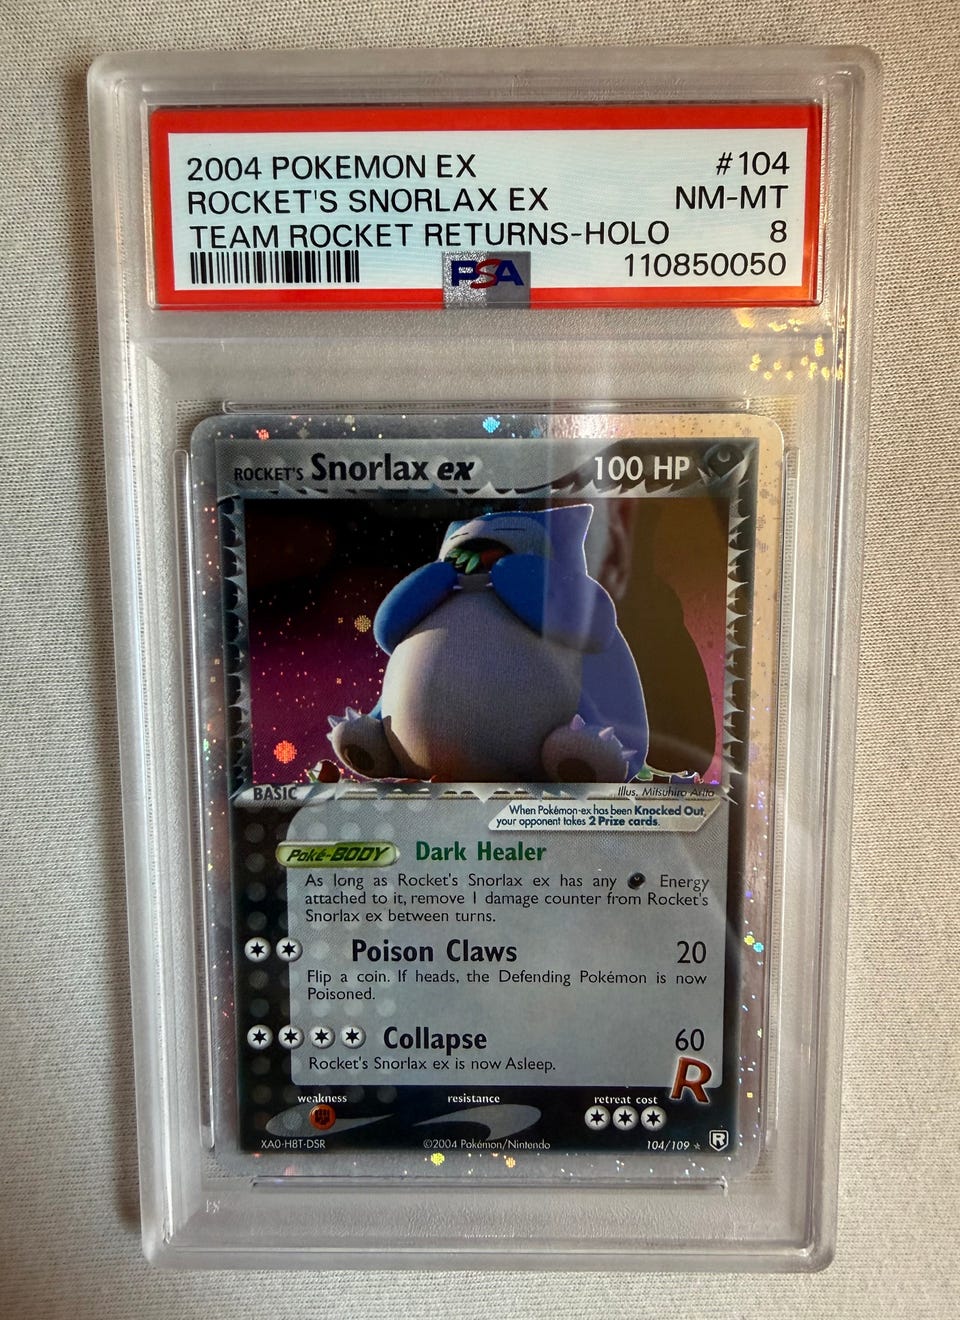 2004 POKEMON EX #104
ROCKET'S SNORLAX EX NM-MT
TEAM ROCKET RETURNS-HOLO 8
PSA 110850050
ROCKET'S Snorlax ex 100 HP
BASIC Illus. Mitsuhiro Arita
When Pokémon-ex has been Knocked Out,
your opponent takes 2 Prize cards.
Poké-BODY Dark Healer
As long as Rocket's Snorlax ex has any Energy
attached to it, remove 1 damage counter from Rocket's
Snorlax ex between turns.
Poison Claws 20
Flip a coin. If heads, the Defending Pokémon is now
Poisoned.
Collapse 60
Rocket's Snorlax ex is now Asleep.
R
weakness resistance retreat cost
XA0-H8T-DSR ©2004 Pokémon/Nintendo 104/109 R